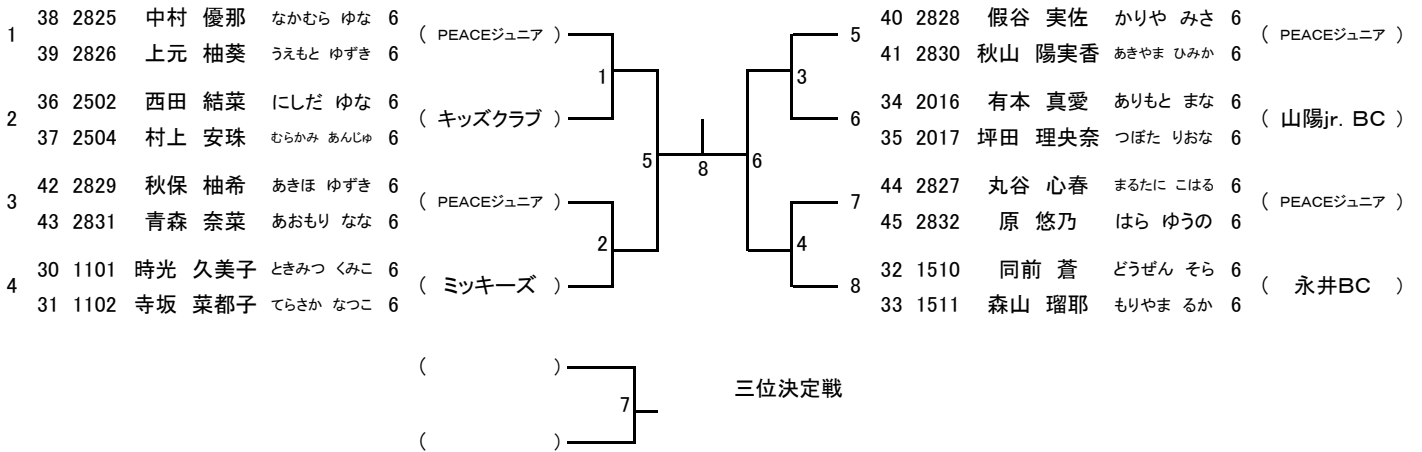 1
38 2825 中村 優那 なかむら ゆな 6
39 2826 上元 柚葵 うえもと ゆずき 6
( PEACEジュニア )
2
36 2502 西田 結菜 にしだ ゆな 6
37 2504 村上 安珠 むらかみ あんじゅ 6
( キッズクラブ )
3
42 2829 秋保 柚希 あきほ ゆずき 6
43 2831 青森 奈菜 あおもり なな 6
( PEACEジュニア )
4
30 1101 時光 久美子 ときみつ くみこ 6
31 1102 寺坂 菜都子 てらさか なつこ 6
( ミッキーズ )
1
2
5
8
6
3
4
5
40 2828 假谷 実佐 かりや みさ 6
41 2830 秋山 陽実香 あきやま ひみか 6
( PEACEジュニア )
6
34 2016 有本 真愛 ありもと まな 6
35 2017 坪田 理央奈 つぼた りおな 6
( 山陽jr. BC )
7
44 2827 丸谷 心春 まるたに こはる 6
45 2832 原 悠乃 はら ゆうの 6
( PEACEジュニア )
8
32 1510 同前 蒼 どうぜん そら 6
33 1511 森山 瑠耶 もりやま るか 6
( 永井BC )
( )
7
( )
三位決定戦